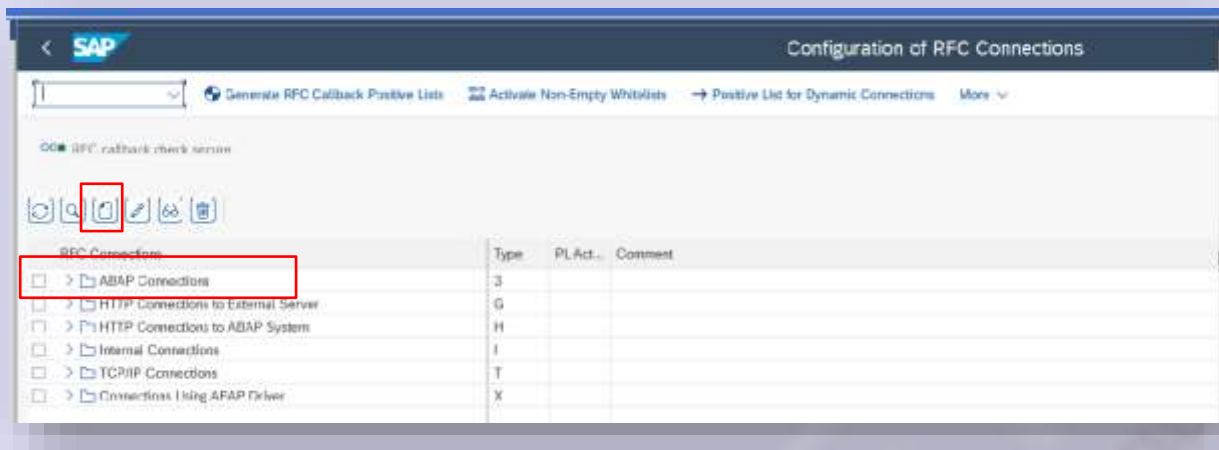 SAP Configuration of RFC Connections
Generate RFC Callback Positive Lists Activate Non-Empty Whitelists Positive List for Dynamic Connections More
RFC callback check secure
RFC Connections Type PL Act... Comment
ABAP Connections 3
HTTP Connections to External Server G
HTTP Connections to ABAP System H
Internal Connections I
TCP/IP Connections T
Connections Using ABAP Driver X